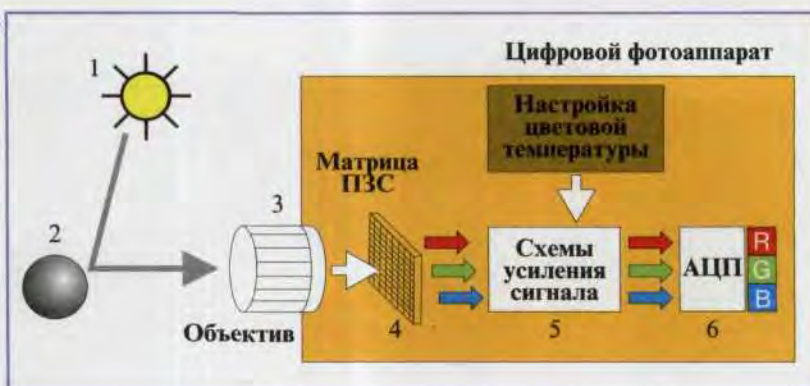 Цифровой фотоаппарат
1
Настройка
цветовой
температуры
Матрица
ПЗС
3
2
Схемы
усиления
сигнала
АЦП
R
G
B
Объектив
4
5
6